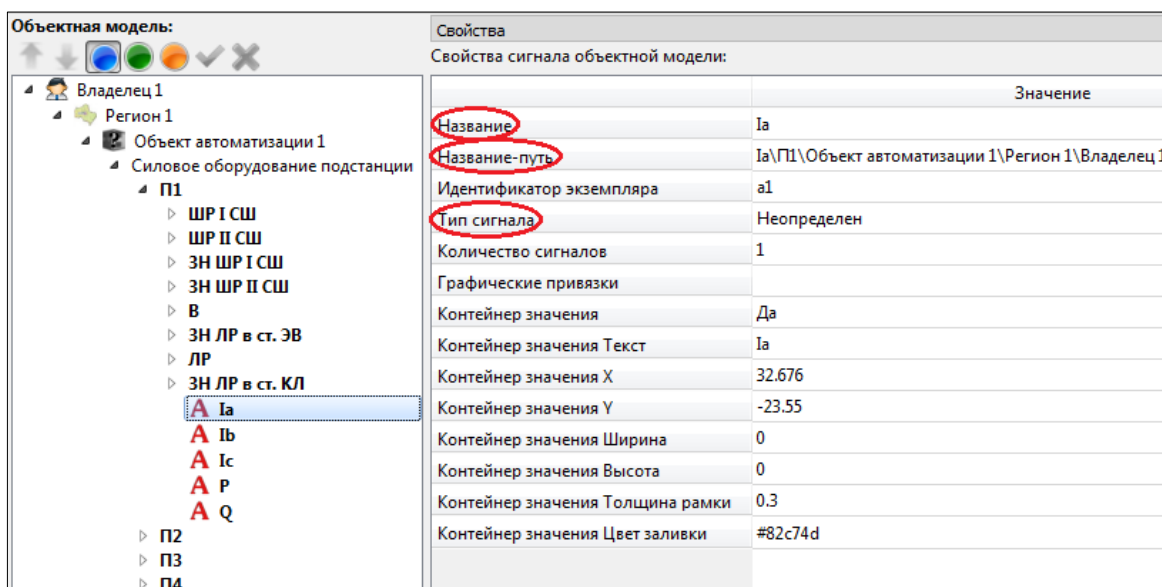 Объектная модель:
Владелец 1
Регион 1
Объект автоматизации 1
Силовое оборудование подстанции
П1
ШР I СШ
ШР II СШ
ЗН ШР I СШ
ЗН ШР II СШ
В
ЗН ЛР в ст. ЭВ
ЛР
ЗН ЛР в ст. КЛ
A Ia
A Ib
A Ic
A P
A Q
П2
П3
П4
Свойства
Свойства сигнала объектной модели:
Значение
Название Ia
Название-путь Ia\П1\Объект автоматизации 1\Регион 1\Владелец 1
Идентификатор экземпляра a1
Тип сигнала Неопределен
Количество сигналов 1
Графические привязки
Контейнер значения Да
Контейнер значения Текст Ia
Контейнер значения X 32.676
Контейнер значения Y -23.55
Контейнер значения Ширина 0
Контейнер значения Высота 0
Контейнер значения Толщина рамки 0.3
Контейнер значения Цвет заливки #82c74d